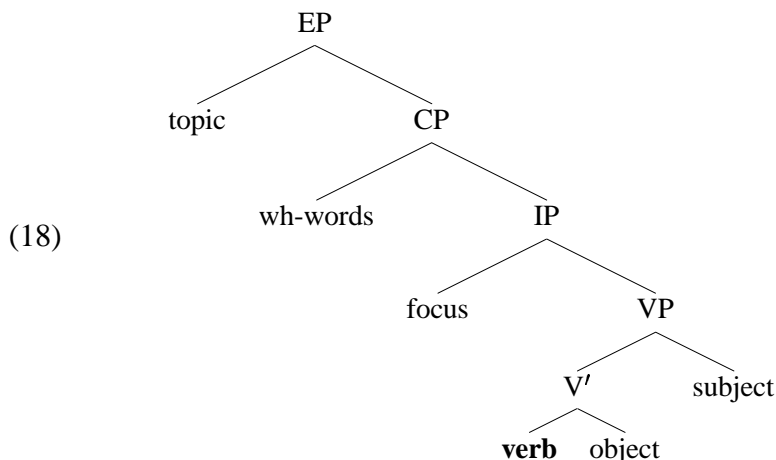 EP
topic CP
wh-words IP
(18)
focus VP
V′ subject
verb object